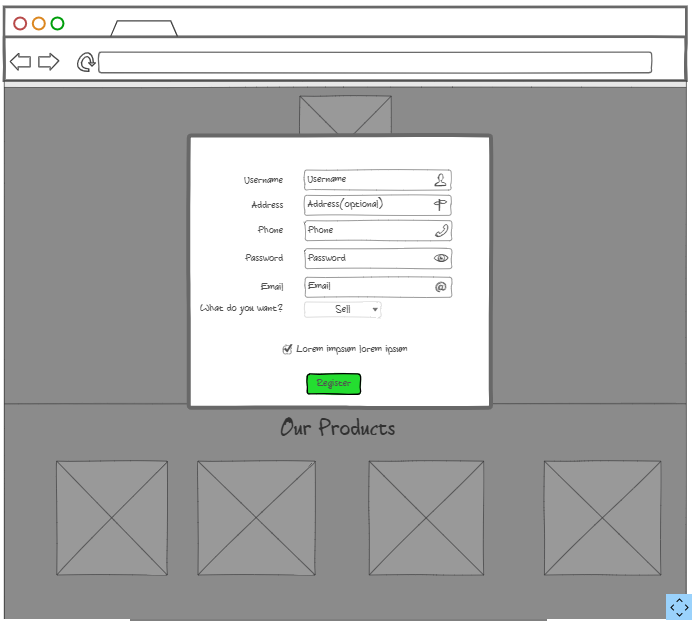 Username Username
Address Address(optional)
Phone Phone
Password Password
Email Email
What do you want? Sell
Lorem impsum lorem ipsum
Register
Our Products